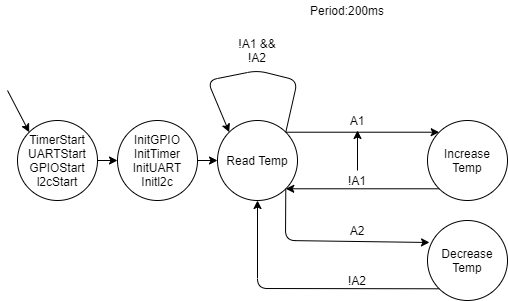 Period:200ms
!A1 &&
!A2
TimerStart
UARTStart
GPIOStart
I2cStart
InitGPIO
InitTimer
InitUART
InitI2c
Read Temp
A1
Increase
Temp
!A1
A2
Decrease
Temp
!A2